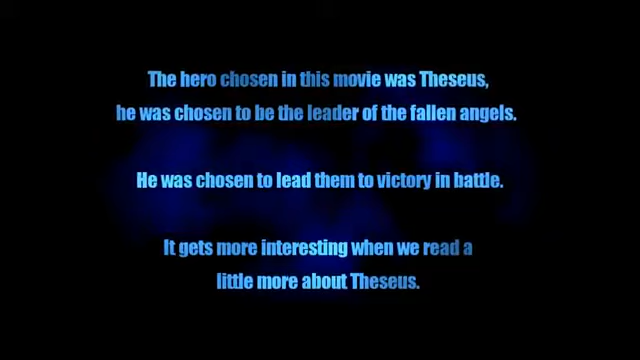 The hero chosen in this movie was Theseus,
he was chosen to be the leader of the fallen angels.
He was chosen to lead them to victory in battle.
It gets more interesting when we read a
little more about Theseus.